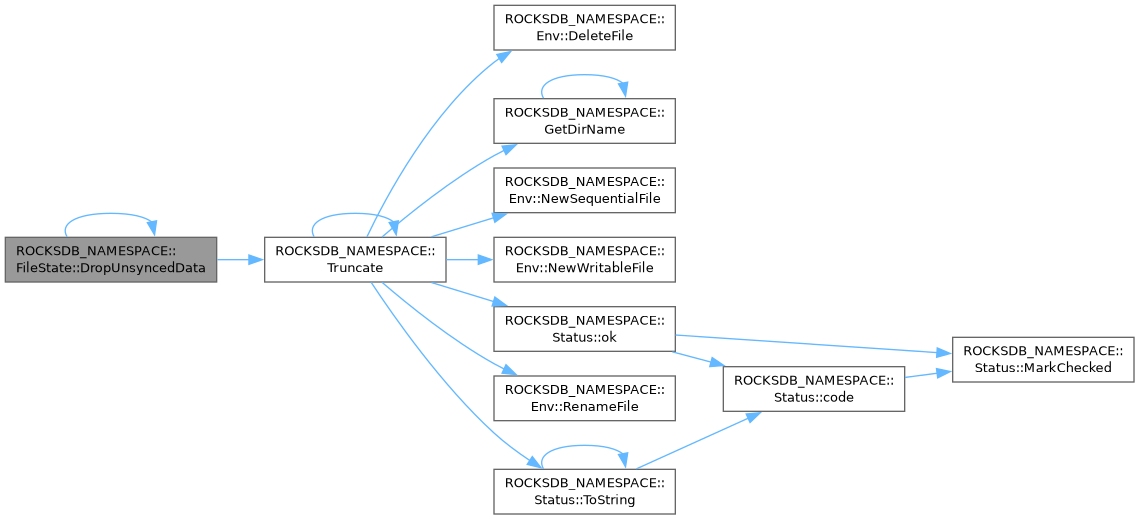 ROCKSDB_NAMESPACE::
FileState::DropUnsyncedData
ROCKSDB_NAMESPACE::
Truncate
ROCKSDB_NAMESPACE::
Env::DeleteFile
ROCKSDB_NAMESPACE::
GetDirName
ROCKSDB_NAMESPACE::
Env::NewSequentialFile
ROCKSDB_NAMESPACE::
Env::NewWritableFile
ROCKSDB_NAMESPACE::
Status::ok
ROCKSDB_NAMESPACE::
Env::RenameFile
ROCKSDB_NAMESPACE::
Status::ToString
ROCKSDB_NAMESPACE::
Status::code
ROCKSDB_NAMESPACE::
Status::MarkChecked